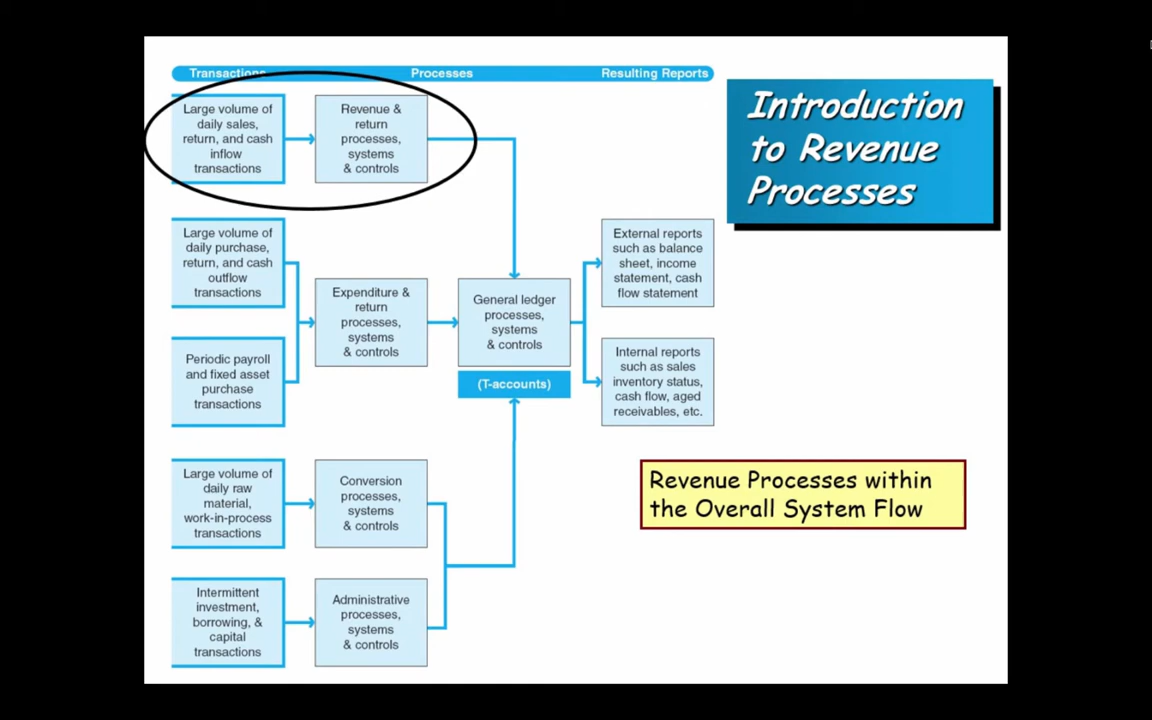 Transactions
Processes
Resulting Reports
Large volume of
daily sales,
return, and cash
inflow
transactions
Revenue &
return
processes,
systems
& controls
Introduction
to Revenue
Processes
Large volume of
daily purchase,
return, and cash
outflow
transactions
Periodic payroll
and fixed asset
purchase
transactions
Expenditure &
return
processes,
systems
& controls
General ledger
processes,
systems
& controls
(T-accounts)
External reports
such as balance
sheet, income
statement, cash
flow statement
Internal reports
such as sales
inventory status,
cash flow, aged
receivables, etc.
Large volume of
daily raw
material,
work-in-process
transactions
Conversion
processes,
systems
& controls
Revenue Processes within
the Overall System Flow
Intermittent
investment,
borrowing, &
capital
transactions
Administrative
processes,
systems
& controls